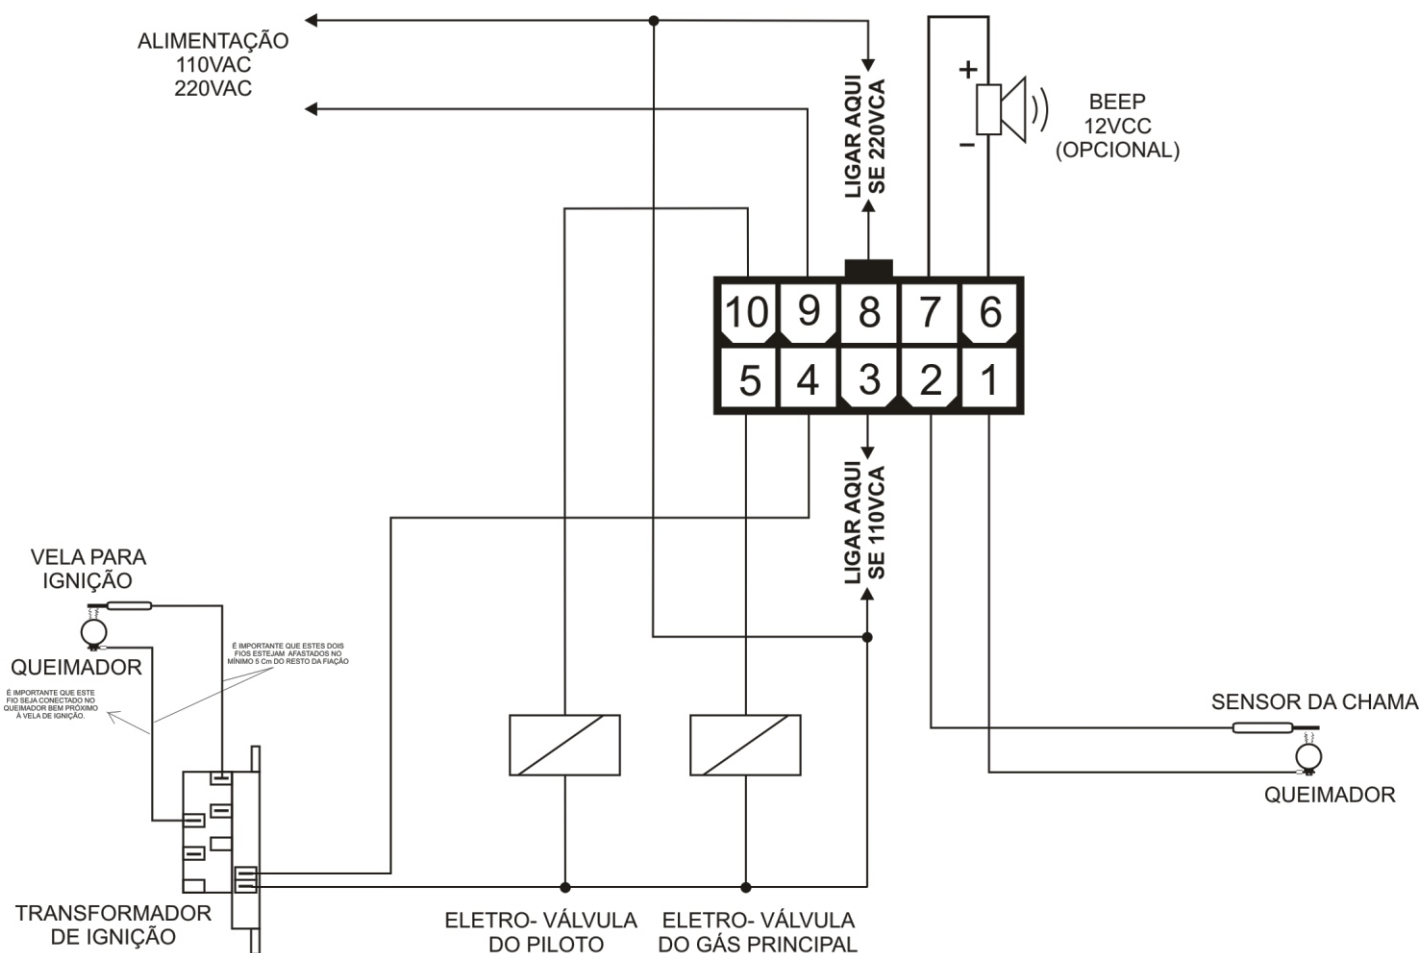 ALIMENTAÇÃO
110VAC
220VAC
LIGAR AQUI
SE 220VCA
+
-
BEEP
12VCC
(OPCIONAL)
10 9 8 7 6
5 4 3 2 1
LIGAR AQUI
SE 110VCA
VELA PARA
IGNIÇÃO
QUEIMADOR
É IMPORTANTE QUE ESTES DOIS
FIOS ESTEJAM AFASTADOS NO
MÍNIMO 5 Cm DO RESTO DA FIAÇÃO
É IMPORTANTE QUE ESTE
FIO SEJA CONECTADO NO
QUEIMADOR BEM PRÓXIMO
À VELA DE IGNIÇÃO.
SENSOR DA CHAMA
QUEIMADOR
TRANSFORMADOR
DE IGNIÇÃO
ELETRO- VÁLVULA
DO PILOTO
ELETRO- VÁLVULA
DO GÁS PRINCIPAL